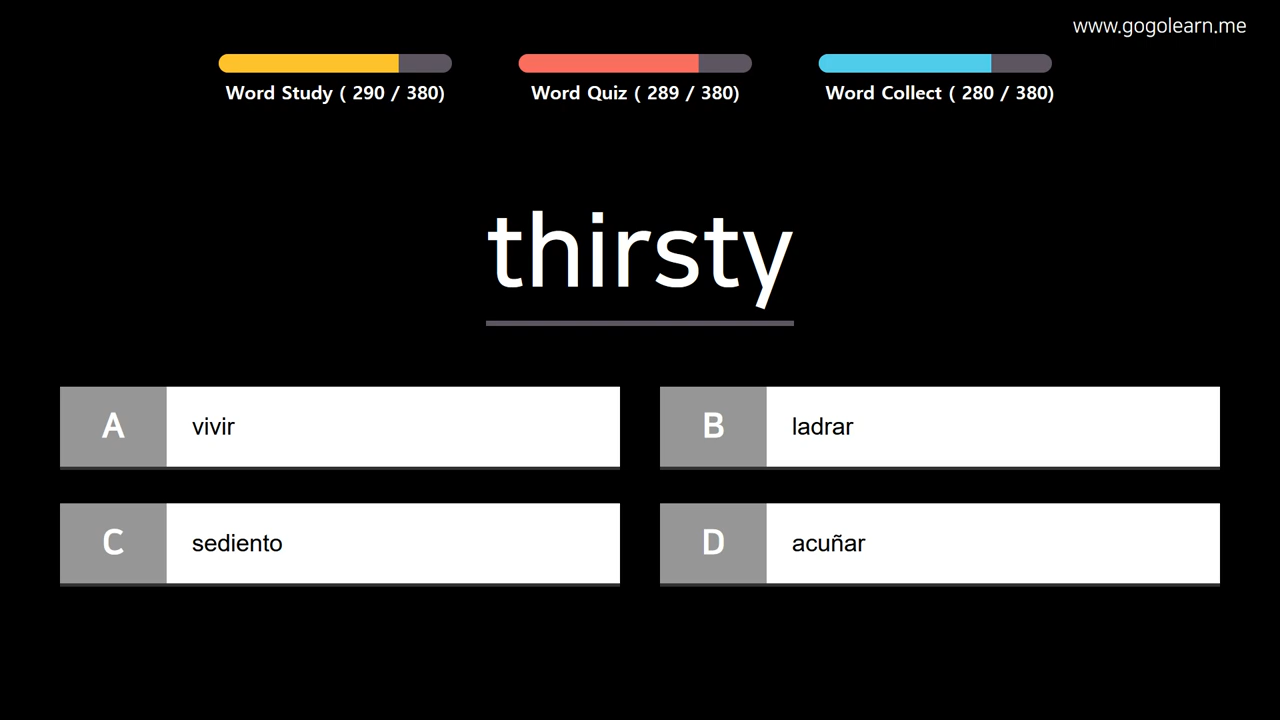 www.gogolearn.me
Word Study ( 290 / 380)
Word Quiz ( 289 / 380)
Word Collect ( 280 / 380)
thirsty
A vivir
B ladrar
C sediento
D acuñar